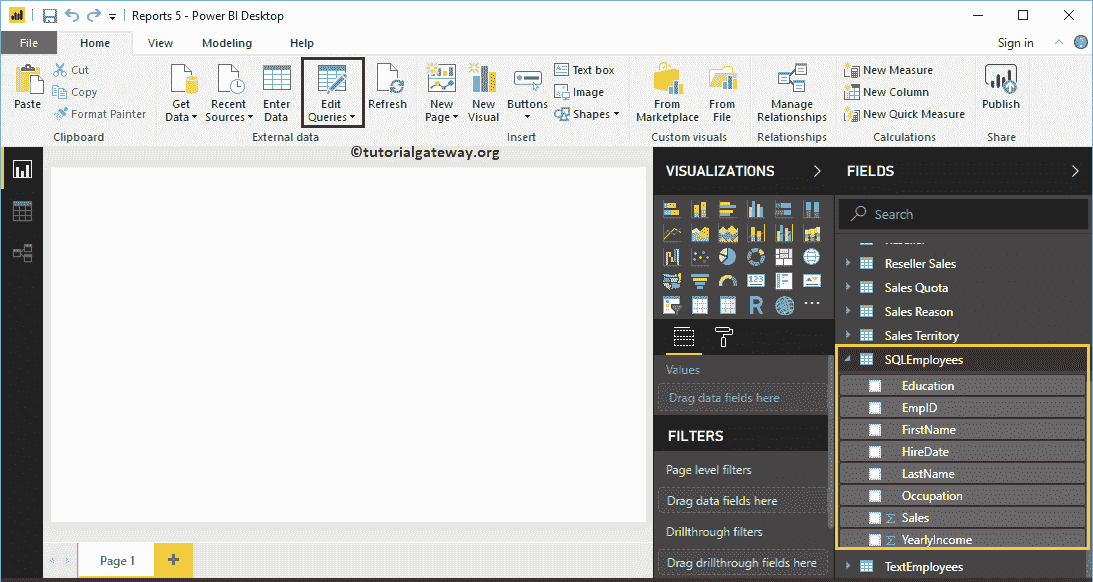 Reports 5 - Power BI Desktop
File Home View Modeling Help Sign in
Paste
Cut
Copy
Format Painter
Clipboard
Get Data
Recent Sources
Enter Data
Edit Queries
Refresh
External data
New Page
New Visual
Buttons
Text box
Image
Shapes
Insert
From Marketplace
From File
Custom visuals
Manage Relationships
Relationships
New Measure
New Column
New Quick Measure
Calculations
Publish
Share
©tutorialgateway.org
Page 1
VISUALIZATIONS
123
R
Values
Drag data fields here
FILTERS
Page level filters
Drag data fields here
Drillthrough filters
Drag drillthrough fields here
FIELDS
Search
Reseller Sales
Sales Quota
Sales Reason
Sales Territory
SQLEmployees
Education
EmpID
FirstName
HireDate
LastName
Occupation
Σ Sales
Σ YearlyIncome
TextEmployees